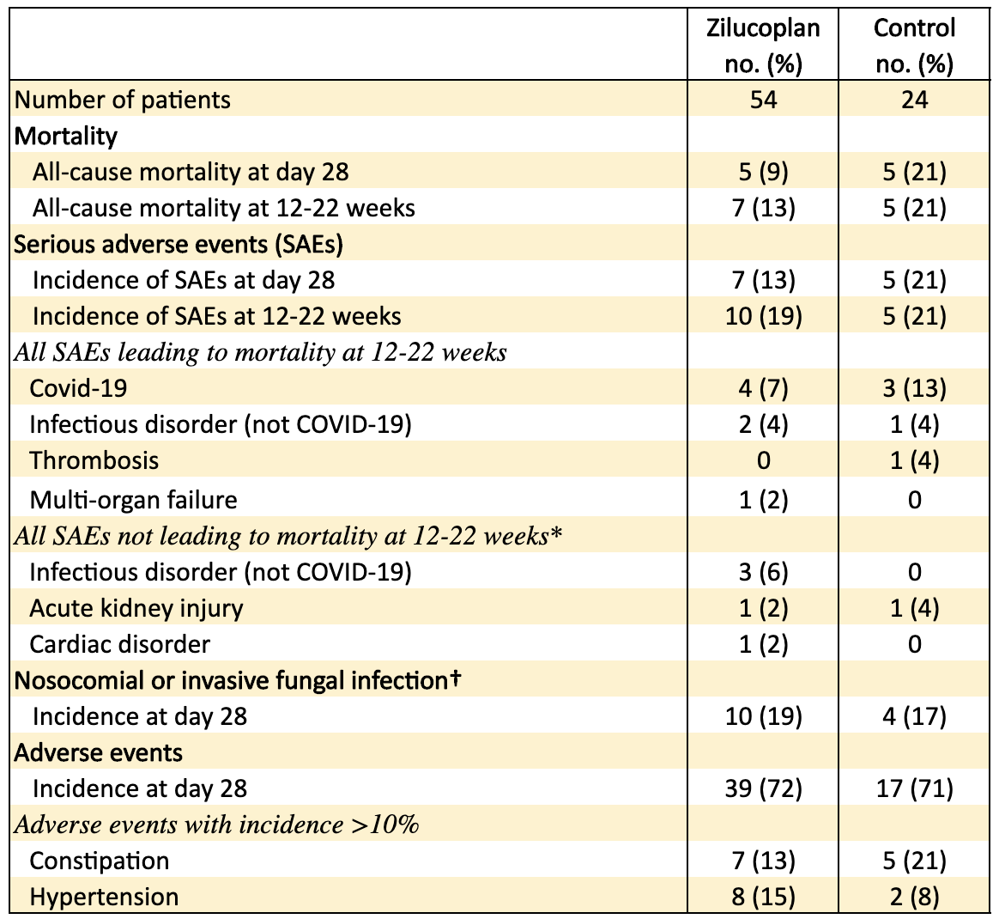 Zilucoplan Control
no. (%) no. (%)
Number of patients 54 24
Mortality
All-cause mortality at day 28 5 (9) 5 (21)
All-cause mortality at 12-22 weeks 7 (13) 5 (21)
Serious adverse events (SAEs)
Incidence of SAEs at day 28 7 (13) 5 (21)
Incidence of SAEs at 12-22 weeks 10 (19) 5 (21)
All SAEs leading to mortality at 12-22 weeks
Covid-19 4 (7) 3 (13)
Infectious disorder (not COVID-19) 2 (4) 1 (4)
Thrombosis 0 1 (4)
Multi-organ failure 1 (2) 0
All SAEs not leading to mortality at 12-22 weeks*
Infectious disorder (not COVID-19) 3 (6) 0
Acute kidney injury 1 (2) 1 (4)
Cardiac disorder 1 (2) 0
Nosocomial or invasive fungal infection†
Incidence at day 28 10 (19) 4 (17)
Adverse events
Incidence at day 28 39 (72) 17 (71)
Adverse events with incidence >10%
Constipation 7 (13) 5 (21)
Hypertension 8 (15) 2 (8)